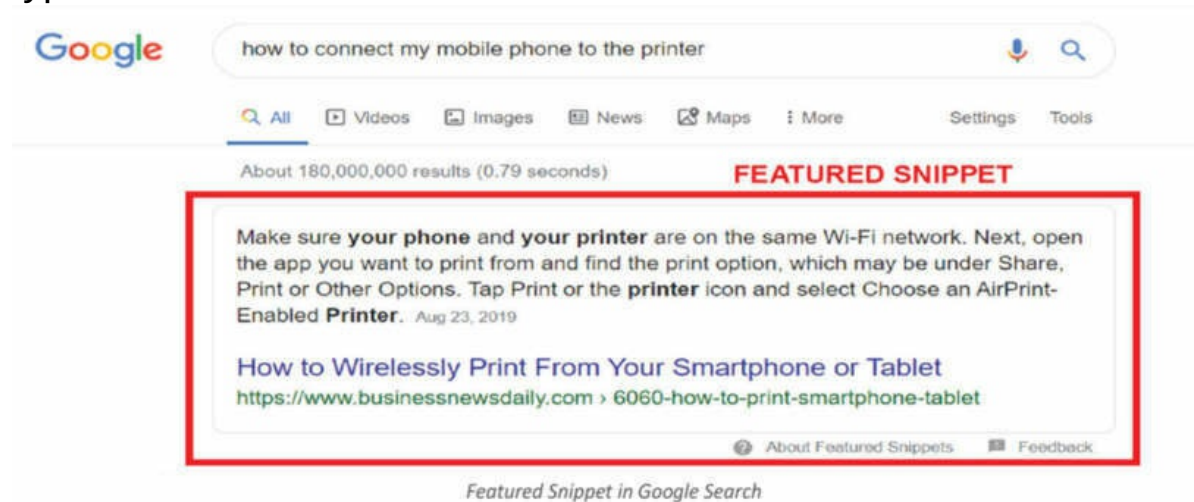 Google
how to connect my mobile phone to the printer
All Videos Images News Maps More Settings Tools
About 180,000,000 results (0.79 seconds)
FEATURED SNIPPET
Make sure your phone and your printer are on the same Wi-Fi network. Next, open
the app you want to print from and find the print option, which may be under Share,
Print or Other Options. Tap Print or the printer icon and select Choose an AirPrint-
Enabled Printer. Aug 23, 2019
How to Wirelessly Print From Your Smartphone or Tablet
https://www.businessnewsdaily.com › 6060-how-to-print-smartphone-tablet
About Featured Snippets Feedback
Featured Snippet in Google Search